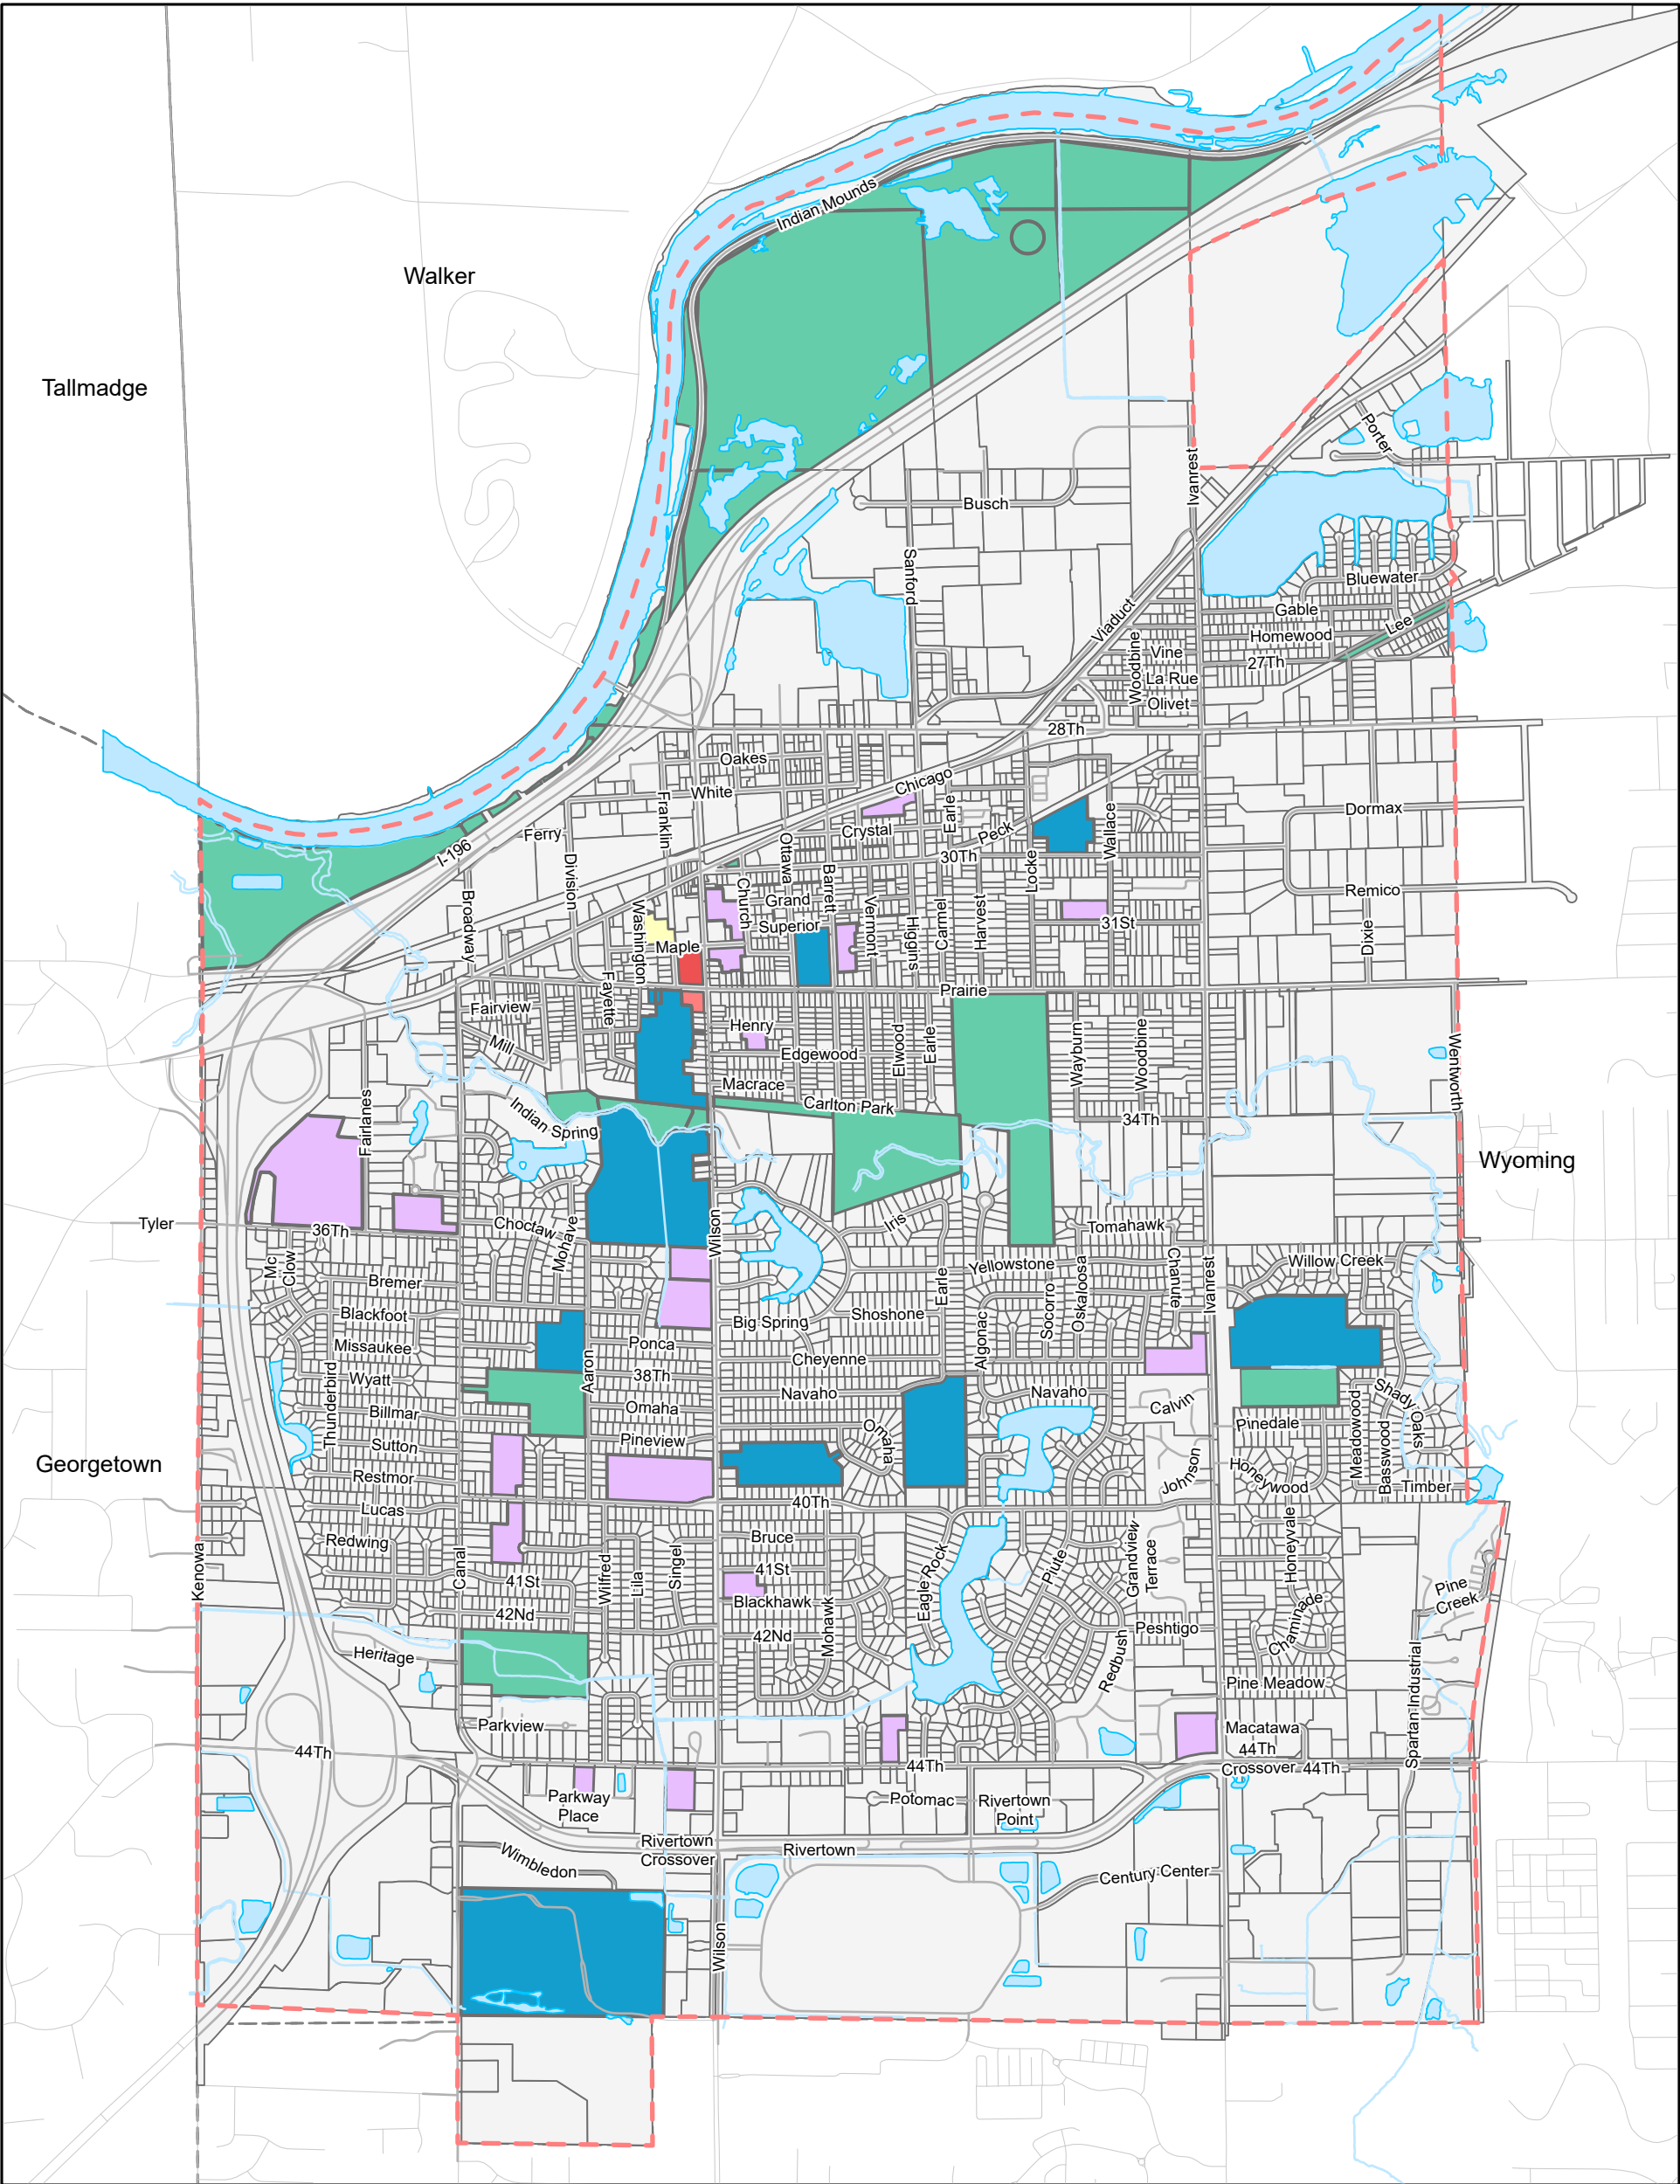 Indian Mounds
Walker
Tallmadge
Porter
Ivanrest
Busch
Sanford
Bluewater
Gable
Lee
Viaduct
Homewood
Woodbine
Vine
27Th
La Rue
Olivet
28Th
Oakes
Chicago
White
Franklin
Dormax
Ferry
Crystal
Earle
Peck
Wallace
I-196
Ottawa
30Th
Locke
Division
Barrett
Remico
Broadway
Church
Grand
Washington
Vermont
Higgins
Carmel
Harvest
31St
Superior
Dixie
Maple
Prairie
Fayette
Fairview
Henry
Mill
Edgewood
Elwood
Earle
Wayburn
Woodbine
Wentworth
Macrace
Carlton Park
Fairlanes
Indian Spring
34Th
Wyoming
Tyler
36Th
Choctaw
Mohave
Wilson
Iris
Tomahawk
Mc
Clow
Bremer
Yellowstone
Chanute
Ivanrest
Willow Creek
Earle
Socorro
Oskaloosa
Blackfoot
Big Spring
Shoshone
Algonac
Missaukee
Ponca
Cheyenne
Thunderbird
Wyatt
Aaron
38Th
Navaho
Navaho
Calvin
Shady
Oaks
Billmar
Omaha
Omaha
Pinedale
Meadowood
Basswood
Sutton
Pineview
Georgetown
Restmor
Johnson
Honeywood
Timber
Lucas
40Th
Redwing
Bruce
Kenowa
Canal
41St
Wilfred
Lila
Singel
41St
Eagle Rock
Piute
Grandview
Terrace
Honeyvale
Pine
Creek
Blackhawk
42Nd
42Nd
Mohawk
Peshtigo
Chaminade
Heritage
Redbush
Pine Meadow
Spartan Industrial
Parkview
Macatawa
44Th
44Th
44Th
Crossover
44Th
Parkway
Place
Potomac
Rivertown
Point
Rivertown
Crossover
Rivertown
Wimbledon
Century Center
Wilson